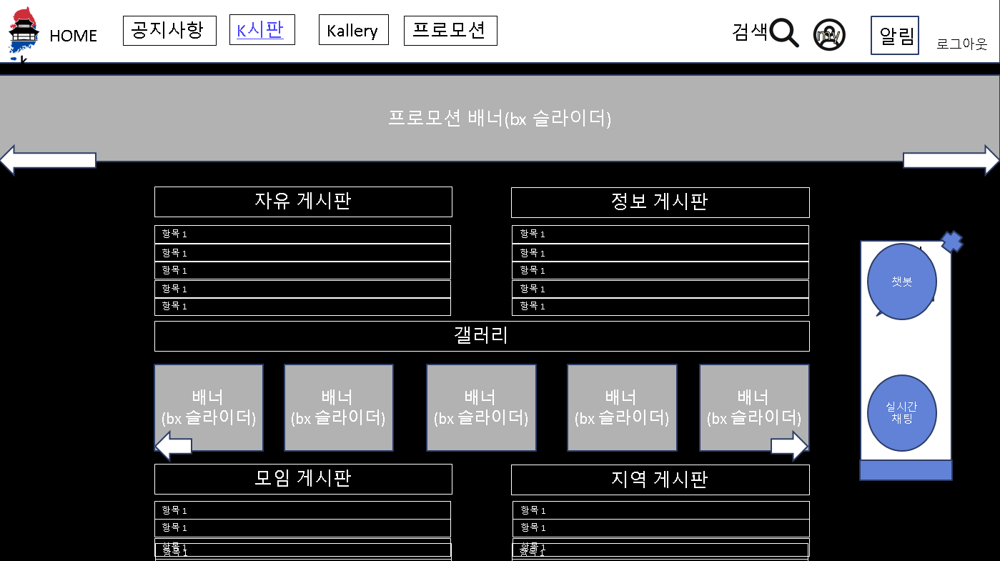 HOME
공지사항
K시판
Kallery
프로모션
검색
my
알림
로그아웃
k
프로모션 배너(bx 슬라이더)
자유 게시판
정보 게시판
항목 1
항목 1
항목 1
항목 1
항목 1
항목 1
항목 1
항목 1
항목 1
항목 1
챗봇
갤러리
배너
(bx 슬라이더)
배너
(bx 슬라이더)
배너
(bx 슬라이더)
배너
(bx 슬라이더)
배너
(bx 슬라이더)
실시간
채팅
모임 게시판
지역 게시판
항목 1
항목 1
항목 1
항목 1
항목 1
항목 1
항목 1
항목 1